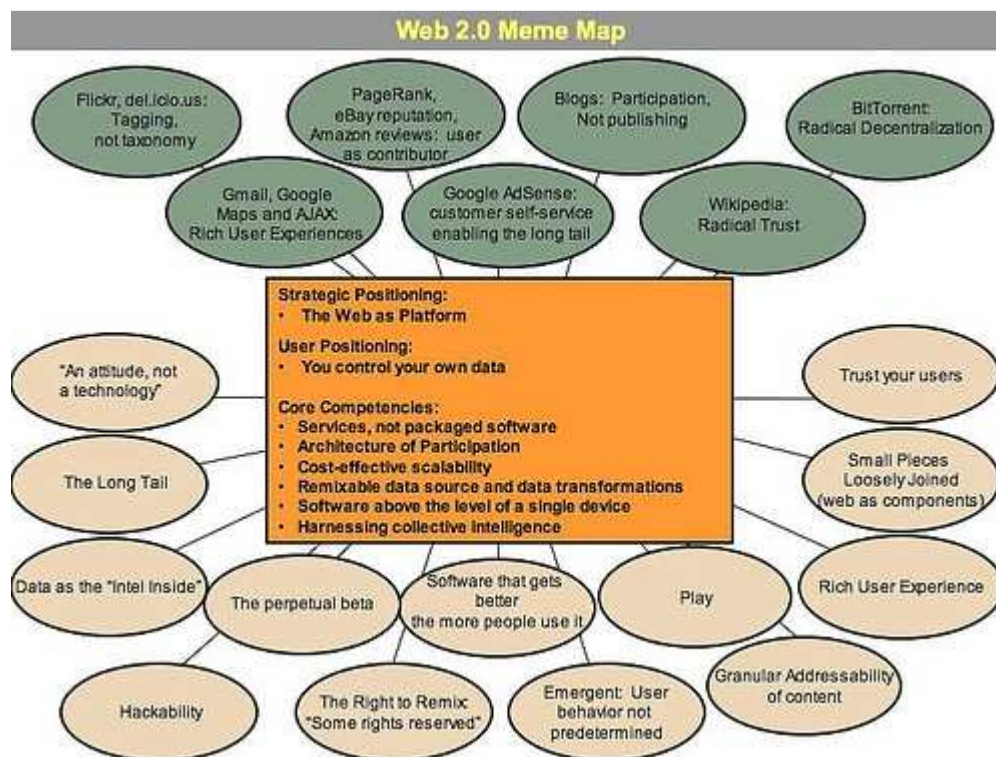 Web 2.0 Meme Map
Flickr, del.icio.us:
Tagging,
not taxonomy
PageRank,
eBay reputation,
Amazon reviews: user
as contributor
Blogs: Participation,
Not publishing
BitTorrent:
Radical Decentralization
Gmail, Google
Maps and AJAX:
Rich User Experiences
Google AdSense:
customer self-service
enabling the long tail
Wikipedia:
Radical Trust
Strategic Positioning:
• The Web as Platform
User Positioning:
• You control your own data
Core Competencies:
• Services, not packaged software
• Architecture of Participation
• Cost-effective scalability
• Remixable data source and data transformations
• Software above the level of a single device
• Harnessing collective intelligence
"An attitude, not
a technology"
Trust your users
The Long Tail
Small Pieces
Loosely Joined
(web as components)
Data as the "Intel Inside"
The perpetual beta
Software that gets
better
the more people use it
Play
Rich User Experience
Hackability
The Right to Remix:
"Some rights reserved"
Emergent: User
behavior not
predetermined
Granular Addressability
of content